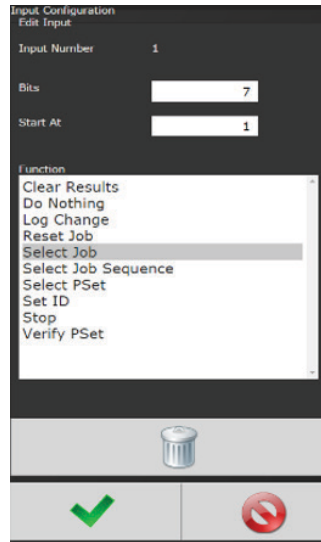 Input Configuration
Edit Input
Input Number 1
Bits 7
Start At 1
Function
Clear Results
Do Nothing
Log Change
Reset Job
Select Job
Select Job Sequence
Select PSet
Set ID
Stop
Verify PSet